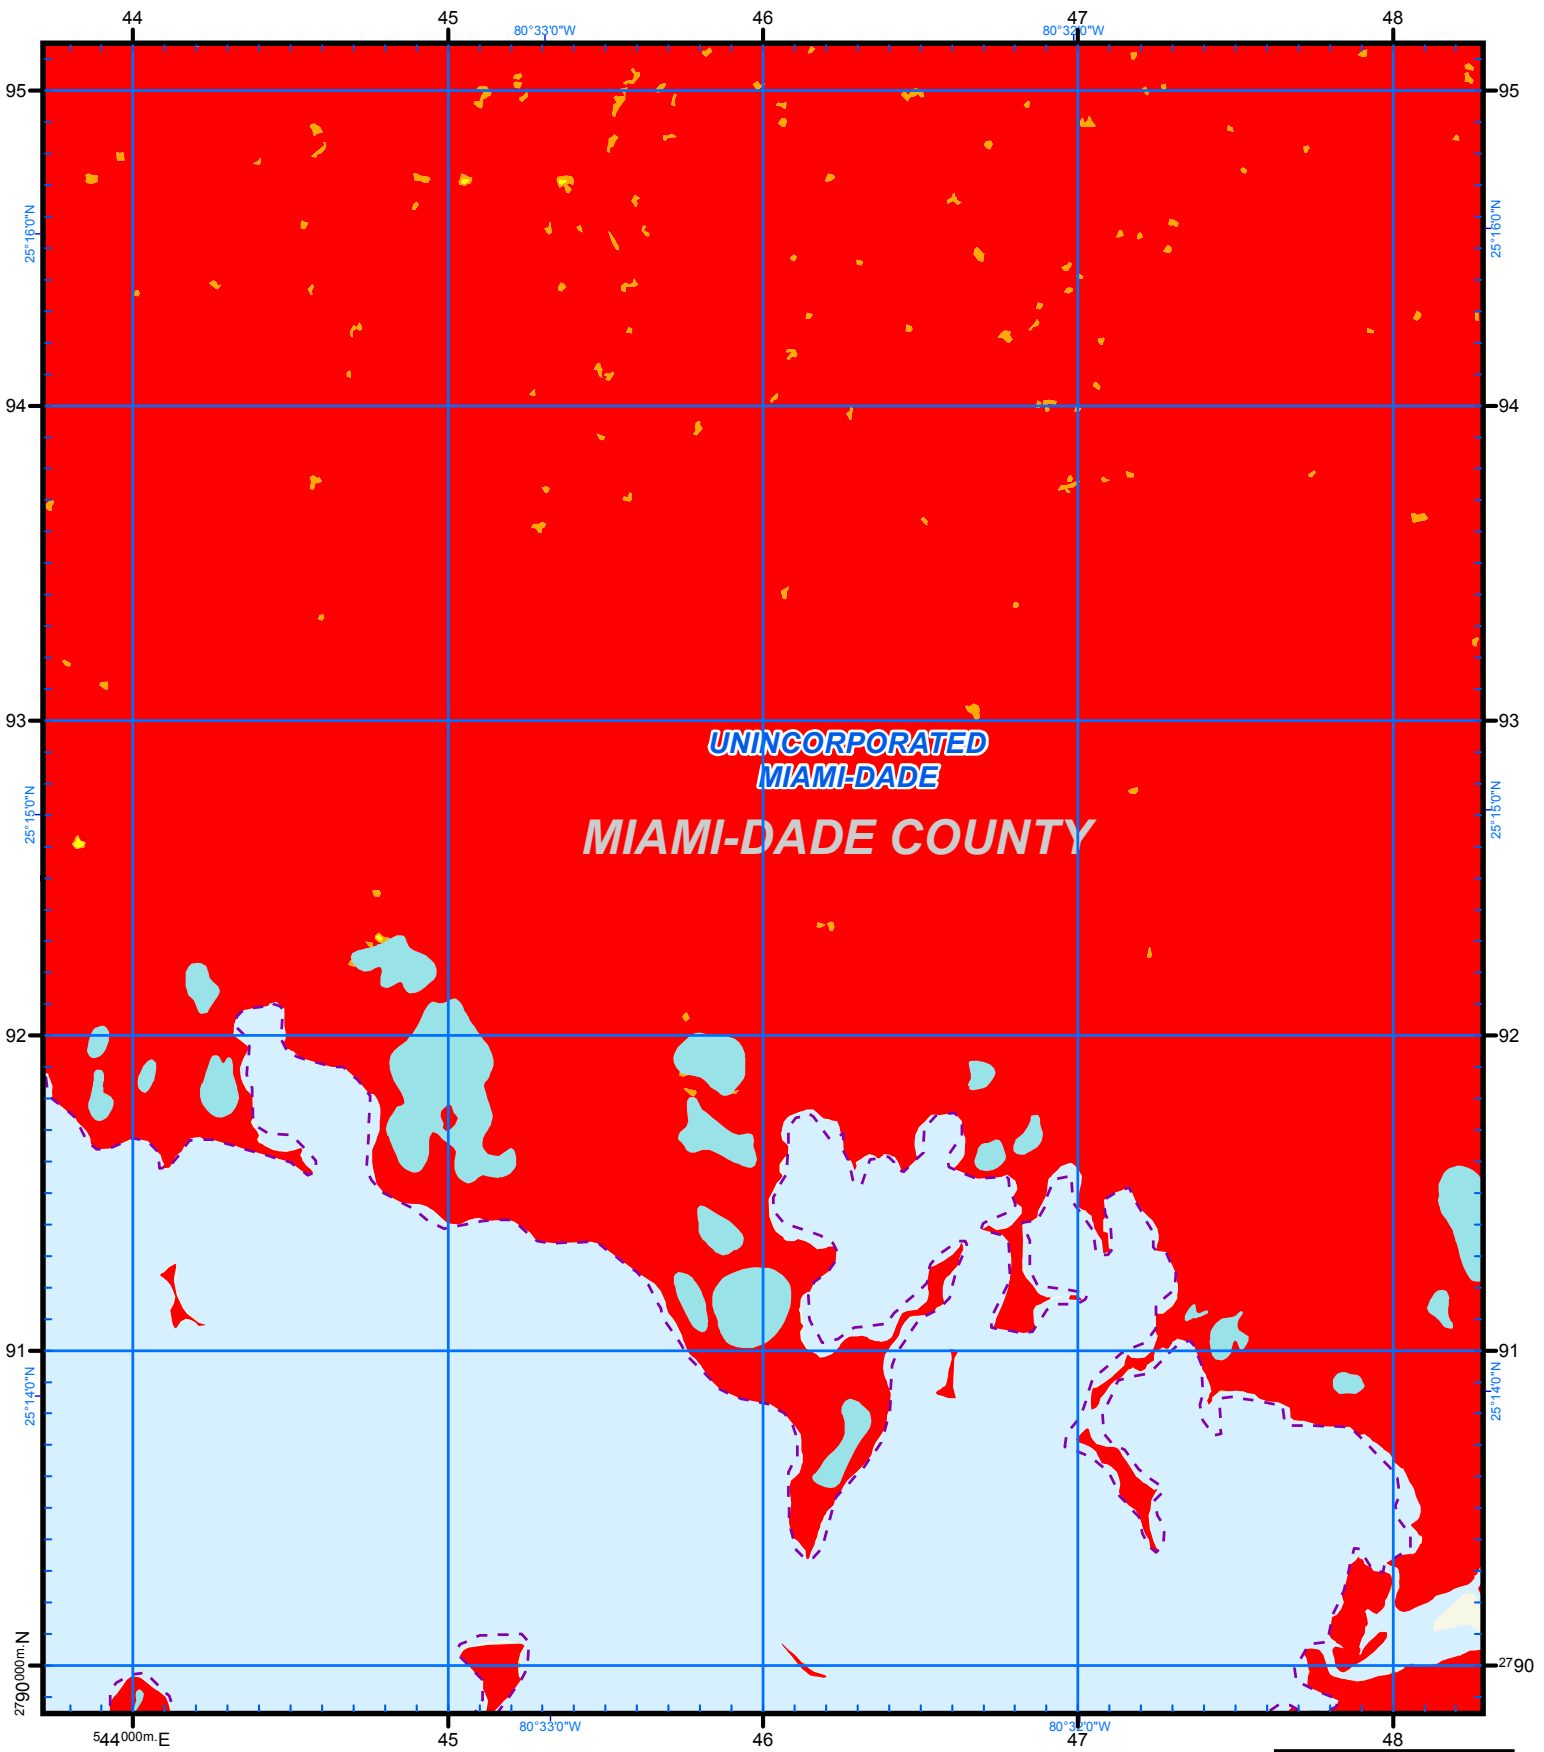 44 45 46 47 48
80°33'0"W 80°32'0"W
95 95
25°16'0"N 25°16'0"N
94 94
93 93
UNINCORPORATED
MIAMI-DADE
25°15'0"N 25°15'0"N
MIAMI-DADE COUNTY
92 92
91 91
25°14'0"N 25°14'0"N
2790000m.N 2790
80°33'0"W 80°32'0"W
544000m.E 45 46 47 48